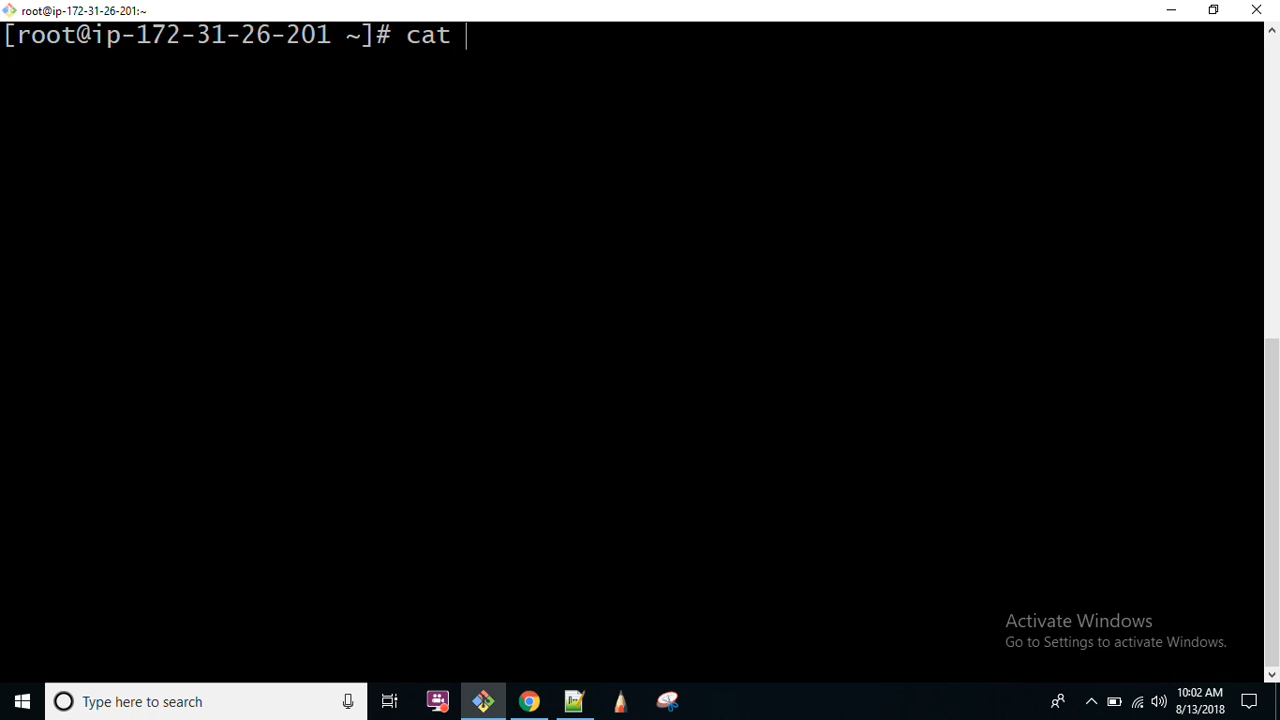 root@ip-172-31-26-201:~
[root@ip-172-31-26-201 ~]# cat
Activate Windows
Go to Settings to activate Windows.
Type here to search
10:02 AM
8/13/2018